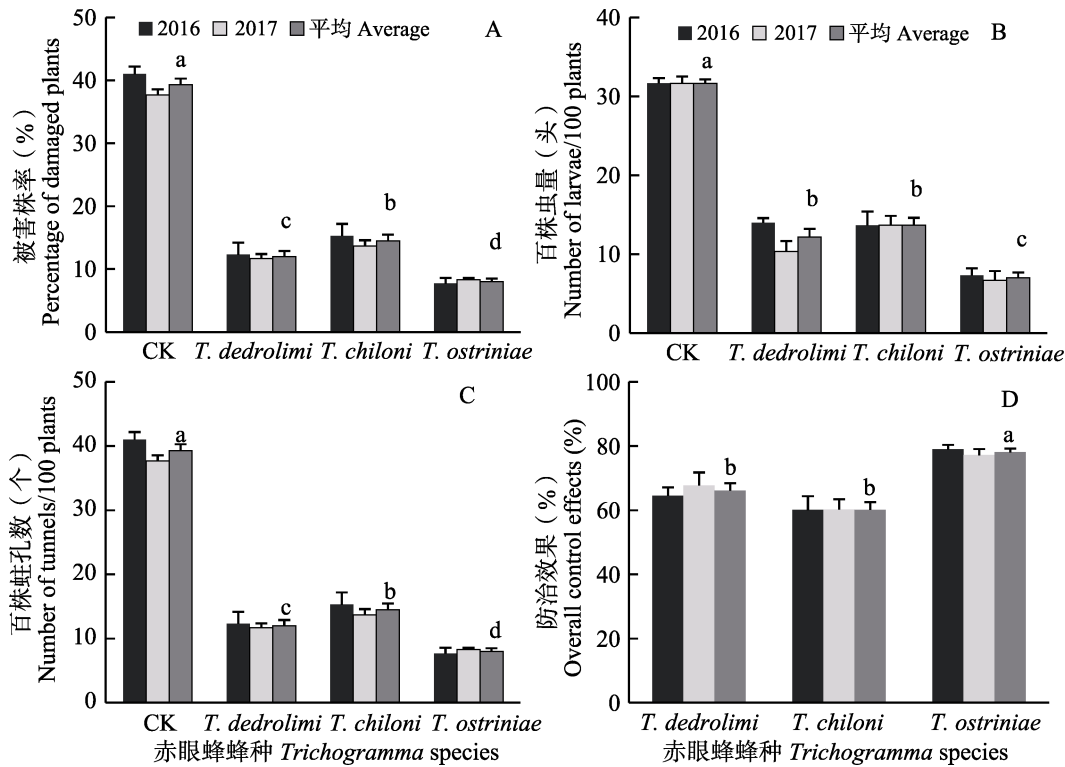 50
40
30
20
10
0
被害株率（%）
Percentage of damaged plants
2016 2017 平均 Average
A
a
c
b
d
CK T. dedrolimi T. chiloni T. ostriniae
40
30
20
10
0
百株虫量（头）
Number of larvae/100 plants
2016 2017 平均 Average
B
a
b
b
c
CK T. dedrolimi T. chiloni T. ostriniae
50
40
30
20
10
0
百株蛀孔数（个）
Number of tunnels/100 plants
C
a
c
b
d
CK T. dedrolimi T. chiloni T. ostriniae
赤眼蜂蜂种 Trichogramma species
100
80
60
40
20
0
防治效果（%）
Overall control effects (%)
D
b
b
a
T. dedrolimi T. chiloni T. ostriniae
赤眼蜂蜂种 Trichogramma species